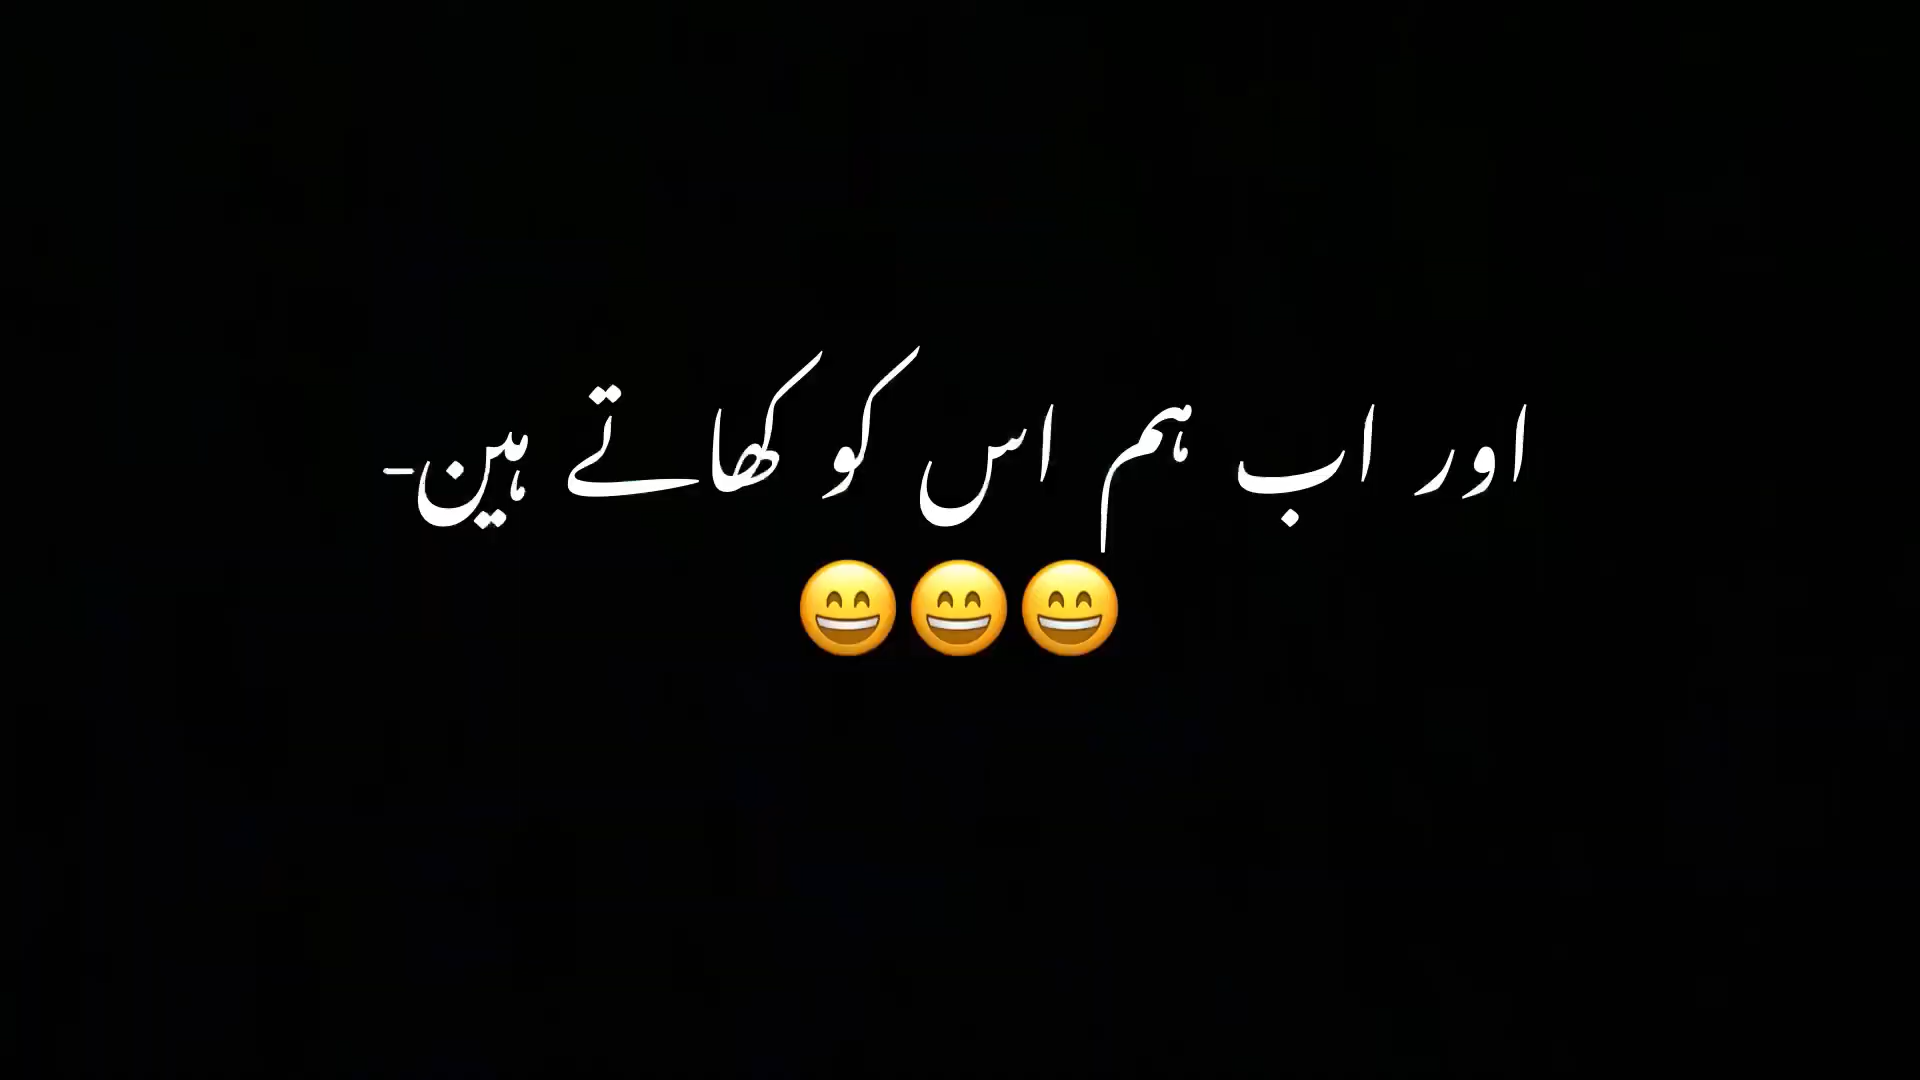 اور اب ہم اس کو کھاتے ہین-
😄😄😄